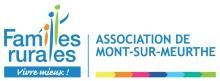 Familles
rurales
Vivre mieux !
ASSOCIATION DE
MONT-SUR-MEURTHE